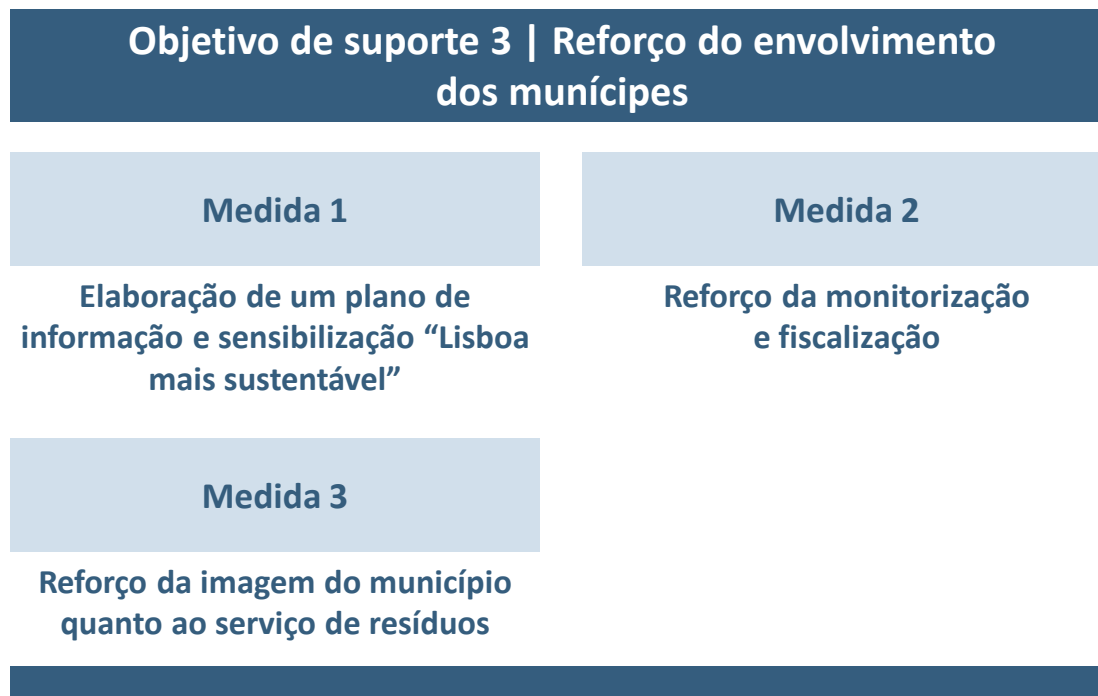 Objetivo de suporte 3 | Reforço do envolvimento
dos munícipes
Medida 1
Elaboração de um plano de
informação e sensibilização “Lisboa
mais sustentável”
Medida 2
Reforço da monitorização
e fiscalização
Medida 3
Reforço da imagem do município
quanto ao serviço de resíduos